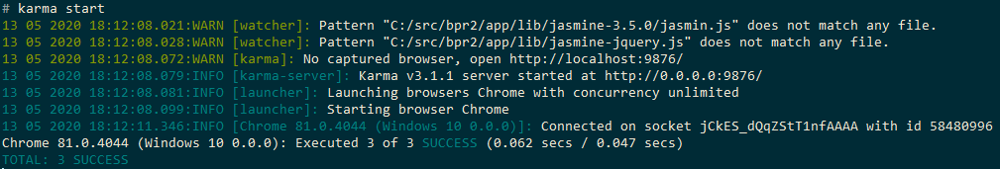 # karma start
13 05 2020 18:12:08.021:WARN [watcher]: Pattern "C:/src/bpr2/app/lib/jasmine-3.5.0/jasmin.js" does not match any file.
13 05 2020 18:12:08.028:WARN [watcher]: Pattern "C:/src/bpr2/app/lib/jasmine-jquery.js" does not match any file.
13 05 2020 18:12:08.072:WARN [karma]: No captured browser, open http://localhost:9876/
13 05 2020 18:12:08.079:INFO [karma-server]: Karma v3.1.1 server started at http://0.0.0.0:9876/
13 05 2020 18:12:08.081:INFO [launcher]: Launching browsers Chrome with concurrency unlimited
13 05 2020 18:12:08.099:INFO [launcher]: Starting browser Chrome
13 05 2020 18:12:11.346:INFO [Chrome 81.0.4044 (Windows 10 0.0.0)]: Connected on socket jCkES_dQqZStT1nfAAAA with id 58480996
Chrome 81.0.4044 (Windows 10 0.0.0): Executed 3 of 3 SUCCESS (0.062 secs / 0.047 secs)
TOTAL: 3 SUCCESS